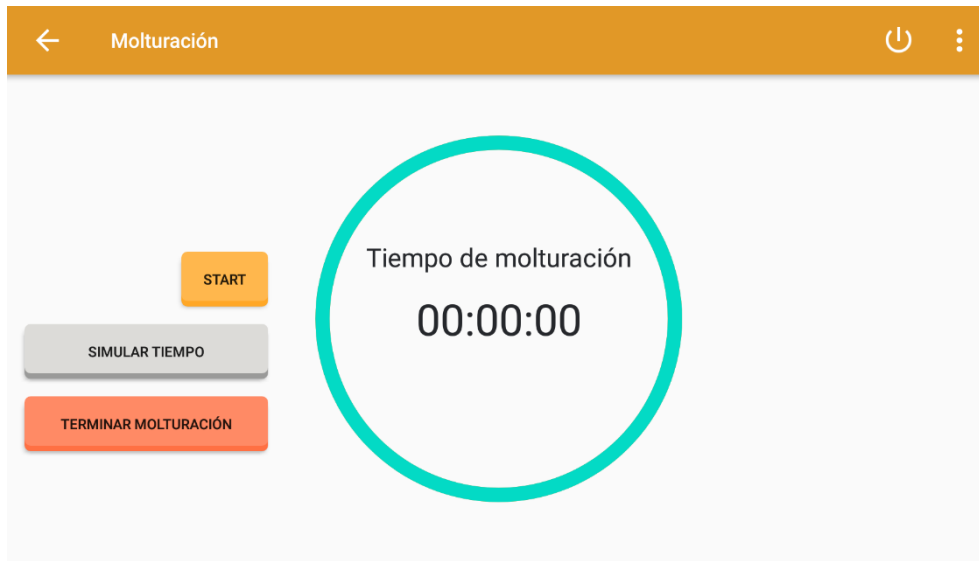 Molturación
START
SIMULAR TIEMPO
TERMINAR MOLTURACIÓN
Tiempo de molturación
00:00:00